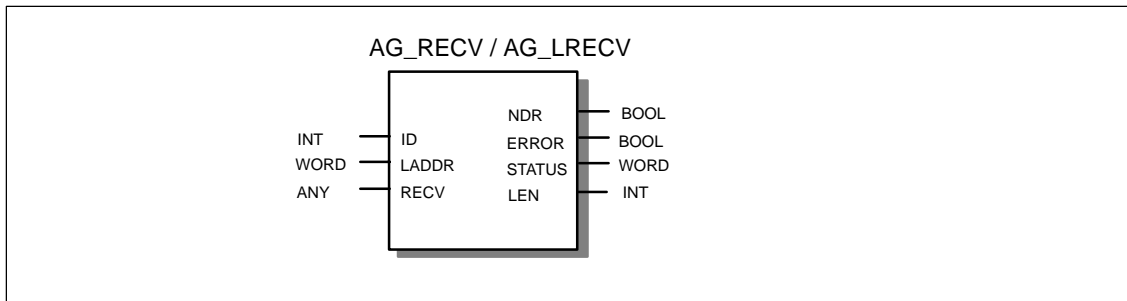 AG_RECV / AG_LRECV
NDR BOOL
INT ID ERROR BOOL
WORD LADDR STATUS WORD
ANY RECV LEN INT